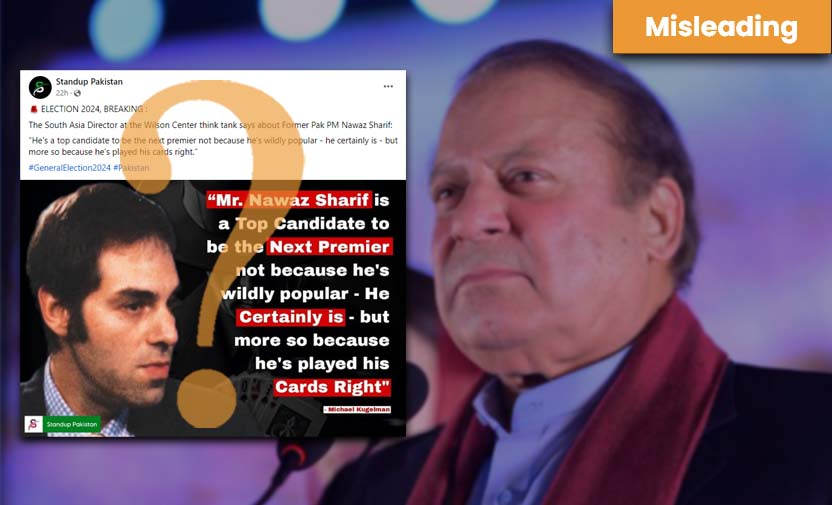 Misleading
Standup Pakistan
22h
ELECTION 2024, BREAKING :
The South Asia Director at the Wilson Center think tank says about Former Pak PM Nawaz Sharif:
"He's a top candidate to be the next premier not because he's wildly popular - he certainly is - but
more so because he's played his cards right."
#GeneralElection2024 #Pakistan
“Mr. Nawaz Sharif is
a Top Candidate to
be the Next Premier
not because he's
wildly popular - He
Certainly is - but
more so because
he's played his
Cards Right"
- Michael Kugelman
Standup Pakistan
?